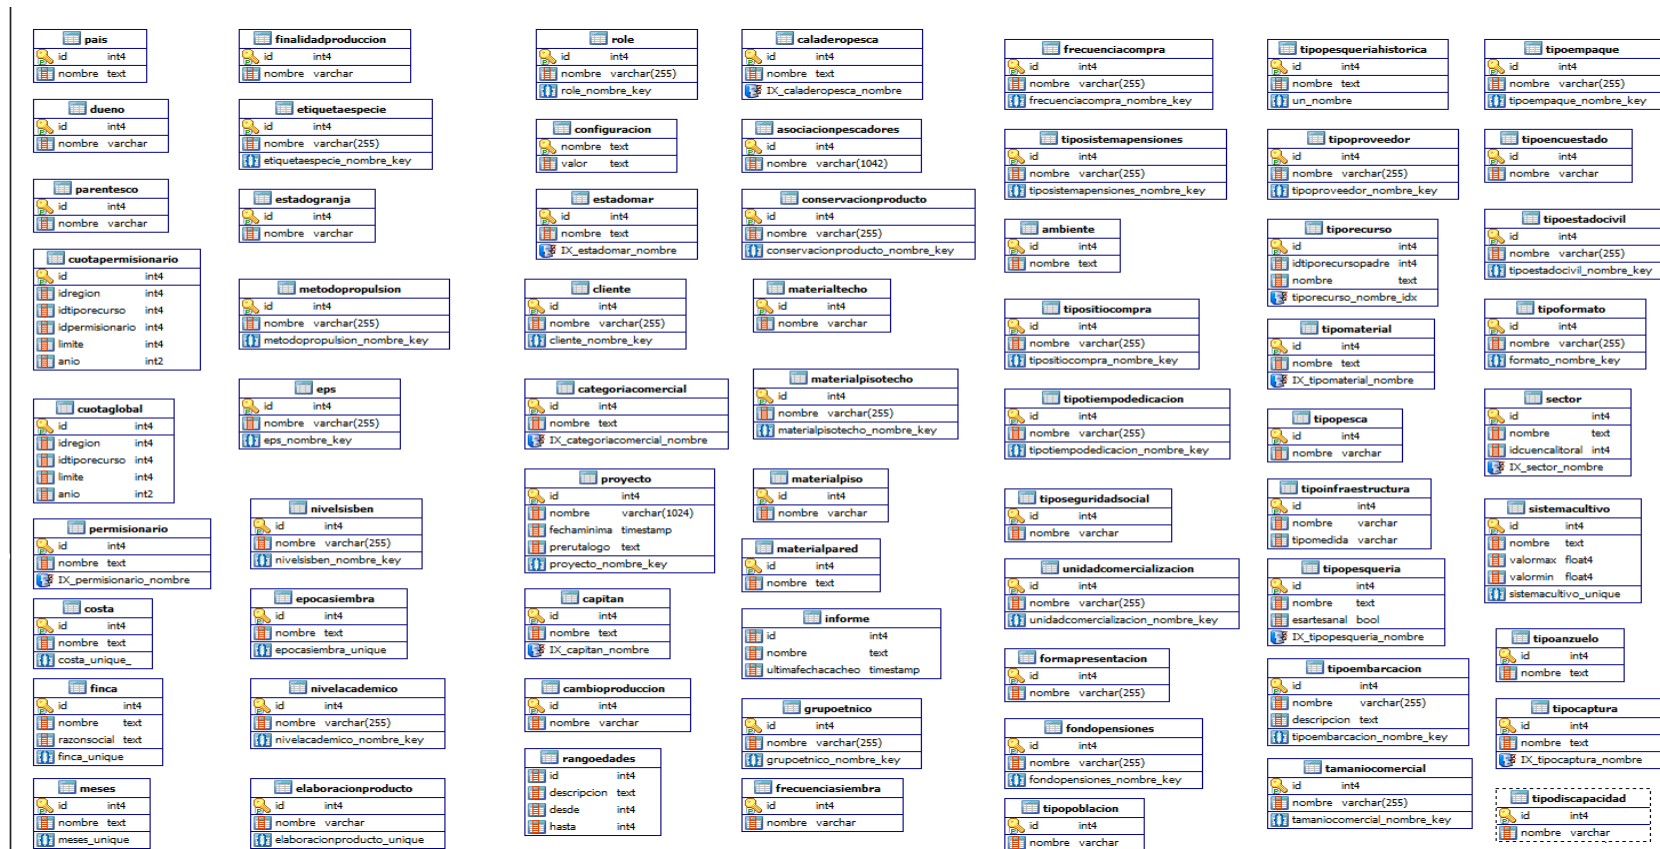 pais
id int4
nombre text
dueno
id int4
nombre varchar
parentesco
id int4
nombre varchar
cuotapermisionario
id int4
idregion int4
idtiporecurso int4
idpermisionario int4
limite int4
anio int2
cuotaglobal
id int4
idregion int4
idtiporecurso int4
limite int4
anio int2
permisionario
id int4
nombre text
IX_permisionario_nombre
costa
id int4
nombre text
costa_unique_
finca
id int4
nombre text
razonsocial text
finca_unique
meses
id int4
nombre text
meses_unique
finalidadproduccion
id int4
nombre varchar
etiquetaespecie
id int4
nombre varchar(255)
etiquetaespecie_nombre_key
estadogranja
id int4
nombre varchar
metodopropulsion
id int4
nombre varchar(255)
metodopropulsion_nombre_key
eps
id int4
nombre varchar(255)
eps_nombre_key
nivelsisben
id int4
nombre varchar(255)
nivelsisben_nombre_key
epocasiembra
id int4
nombre text
epocasiembra_unique
nivelacademico
id int4
nombre varchar(255)
nivelacademico_nombre_key
elaboracionproducto
id int4
nombre varchar
elaboracionproducto_unique
role
id int4
nombre varchar(255)
role_nombre_key
configuracion
nombre text
valor text
estadomar
id int4
nombre text
IX_estadomar_nombre
cliente
id int4
nombre varchar(255)
cliente_nombre_key
categoriacomercial
id int4
nombre text
IX_categoriacomercial_nombre
proyecto
id int4
nombre varchar(1024)
fechaminima timestamp
prerutalogo text
proyecto_nombre_key
capitan
id int4
nombre text
IX_capitan_nombre
cambioproduccion
id int4
nombre varchar
rangoedades
id int4
descripcion text
desde int4
hasta int4
caladeropesca
id int4
nombre text
IX_caladeropesca_nombre
asociacionpescadores
id int4
nombre varchar(1042)
conservacionproducto
id int4
nombre varchar(255)
conservacionproducto_nombre_key
materialtecho
id int4
nombre varchar
materialpisotecho
id int4
nombre varchar(255)
materialpisotecho_nombre_key
materialpiso
id int4
nombre varchar
materialpared
id int4
nombre text
informe
id int4
nombre text
ultimafechacacheo timestamp
grupoetnico
id int4
nombre varchar(255)
grupoetnico_nombre_key
frecuenciasiembra
id int4
nombre varchar
frecuenciacompra
id int4
nombre varchar(255)
frecuenciacompra_nombre_key
tiposistemapensiones
id int4
nombre varchar(255)
tiposistemapensiones_nombre_key
ambiente
id int4
nombre text
tipositiocompra
id int4
nombre varchar(255)
tipositiocompra_nombre_key
tipotiempodedicacion
id int4
nombre varchar(255)
tipotiempodedicacion_nombre_key
tiposeguridadsocial
id int4
nombre varchar
unidadcomercializacion
id int4
nombre varchar(255)
unidadcomercializacion_nombre_key
formapresentacion
id int4
nombre varchar(255)
fondopensiones
id int4
nombre varchar(255)
fondopensiones_nombre_key
tipopoblacion
id int4
nombre varchar
tipopesqueriahistorica
id int4
nombre text
un_nombre
tipoproveedor
id int4
nombre varchar(255)
tipoproveedor_nombre_key
tiporecurso
id int4
idtiporecursopadre int4
nombre text
tiporecurso_nombre_idx
tipomaterial
id int4
nombre text
IX_tipomaterial_nombre
tipopesca
id int4
nombre varchar
tipoinfraestructura
id int4
nombre varchar
tipomedida varchar
tipopesqueria
id int4
nombre text
esartesanal bool
IX_tipopesqueria_nombre
tipoembarcacion
id int4
nombre varchar(255)
descripcion text
tipoembarcacion_nombre_key
tamaniocomercial
id int4
nombre varchar(255)
tamaniocomercial_nombre_key
tipoempaque
id int4
nombre varchar(255)
tipoempaque_nombre_key
tipoencuestado
id int4
nombre varchar
tipoestadocivil
id int4
nombre varchar(255)
tipoestadocivil_nombre_key
tipoformato
id int4
nombre varchar(255)
formato_nombre_key
sector
id int4
nombre text
idcuencalitoral int4
IX_sector_nombre
sistemacultivo
id int4
nombre text
valormax float4
valormin float4
sistemacultivo_unique
tipoanzuelo
id int4
nombre text
tipocaptura
id int4
nombre text
IX_tipocaptura_nombre
tipodiscapacidad
id int4
nombre varchar